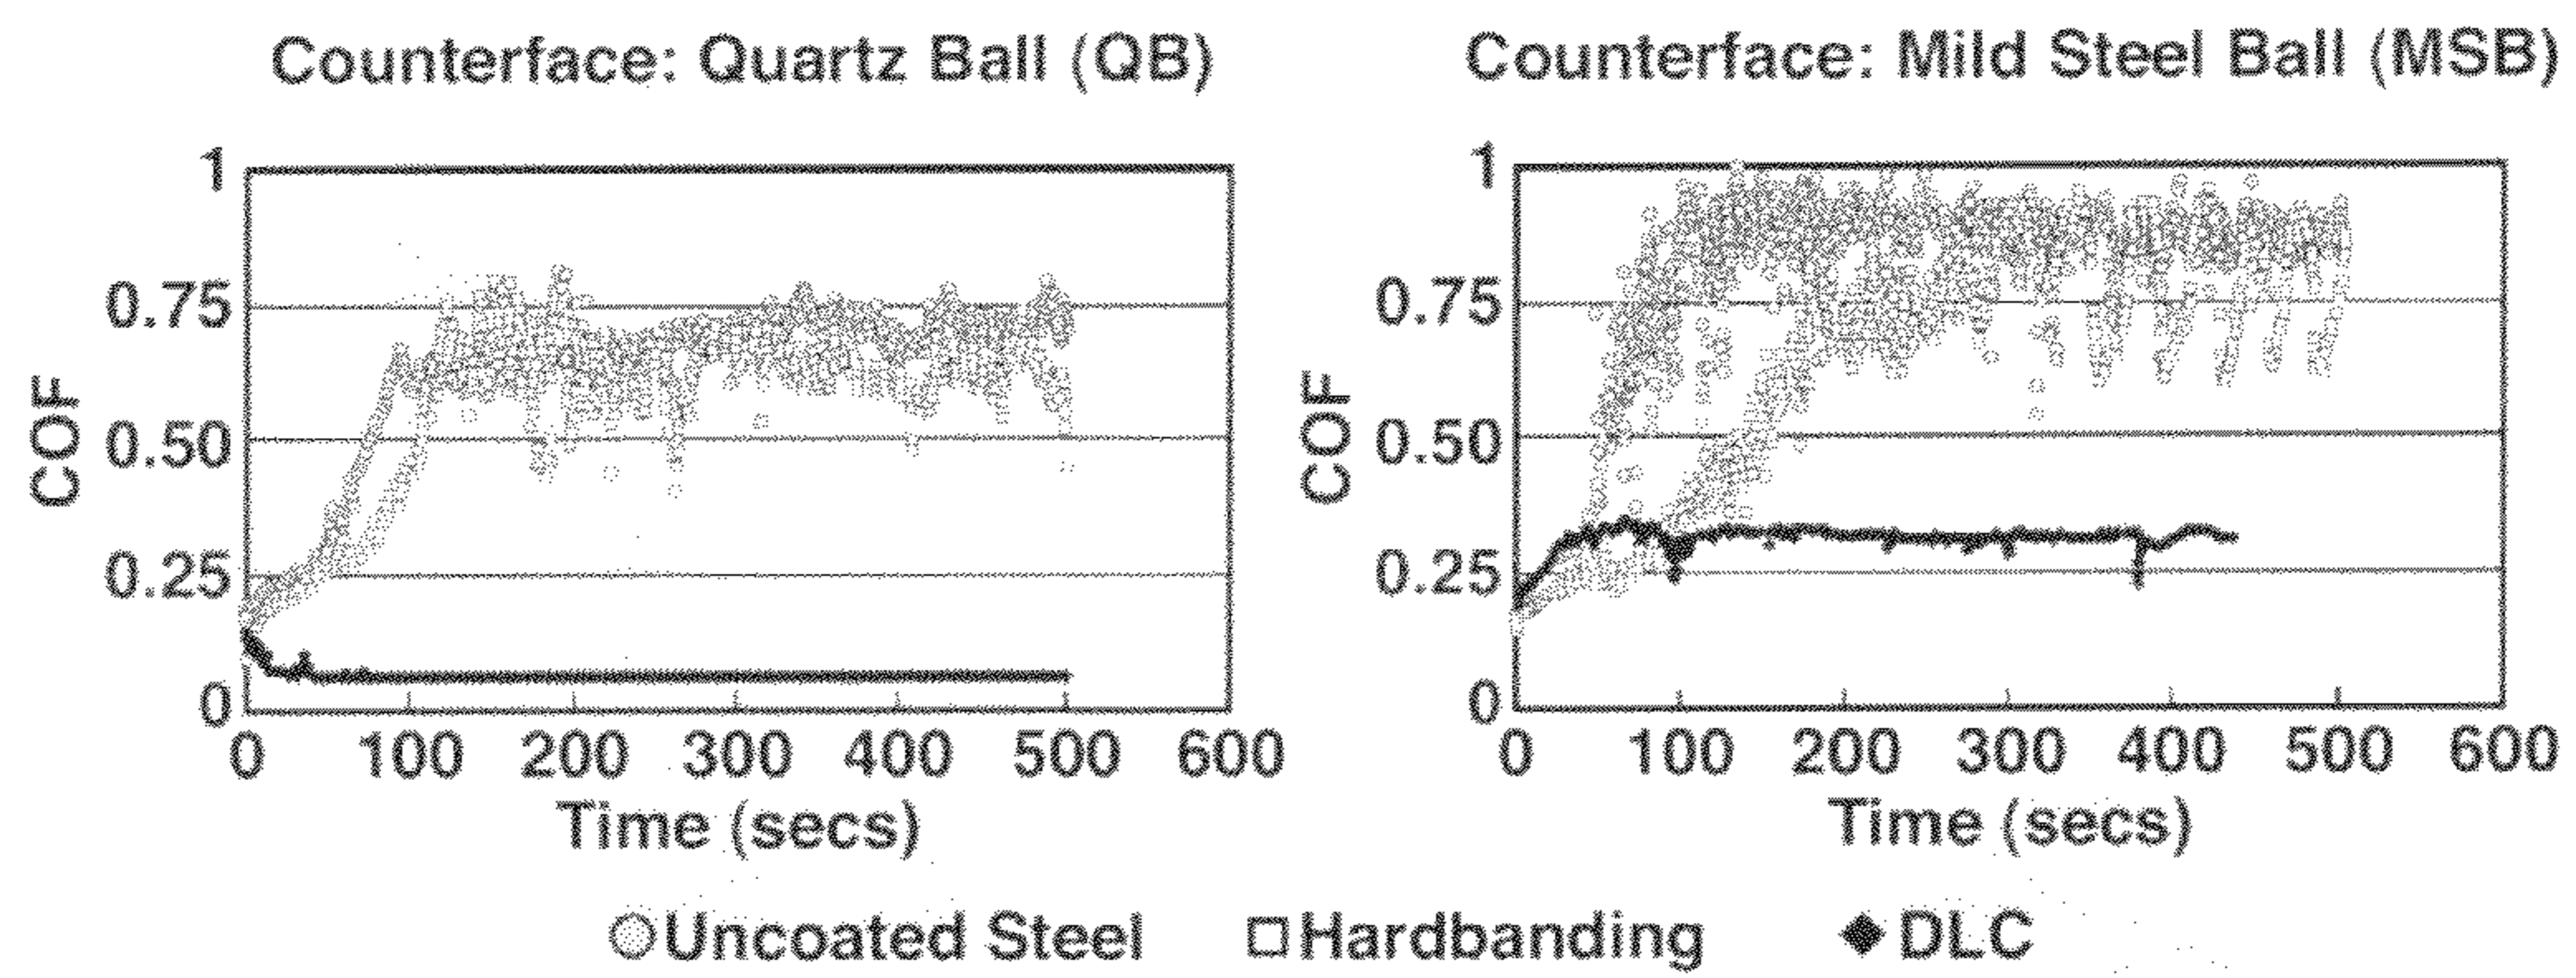 Counterface: Quartz Ball (QB)
Counterface: Mild Steel Ball (MSB)
1
0.75
0.50
0.25
0
COF
0 100 200 300 400 500 600
Time (secs)
1
0.75
0.50
0.25
0
COF
0 100 200 300 400 500 600
Time (secs)
Uncoated Steel Hardbanding DLC